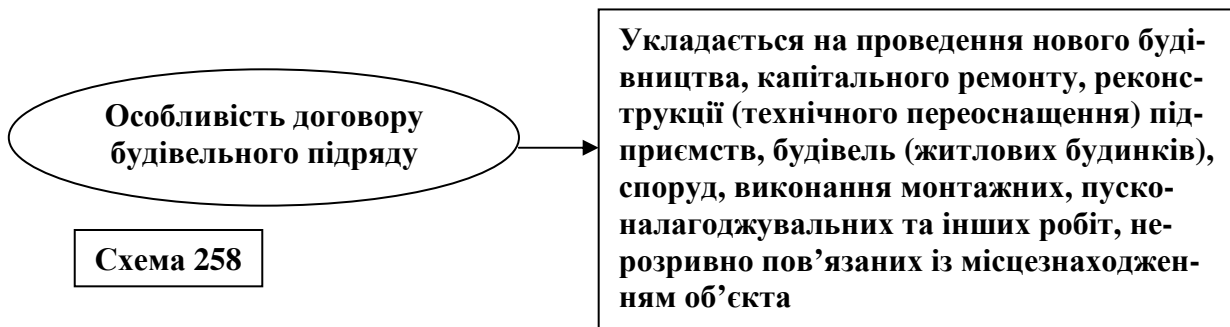 Особливість договору
будівельного підряду
Схема 258
Укладається на проведення нового буді-
вництва, капітального ремонту, реконс-
трукції (технічного переоснащення) під-
приємств, будівель (житлових будинків),
споруд, виконання монтажних, пуско-
налагоджувальних та інших робіт, не-
розривно пов’язаних із місцезнаходжен-
ням об’єкта